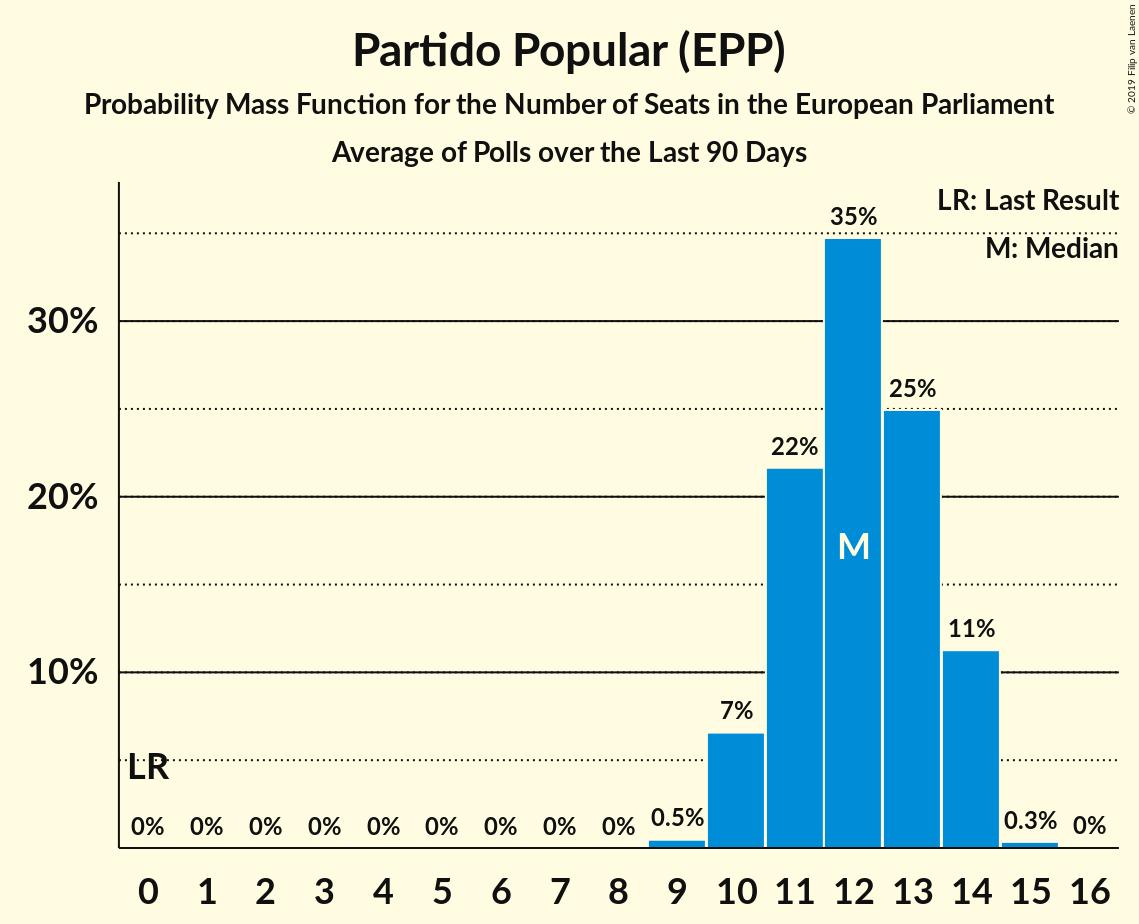 Partido Popular (EPP)
Probability Mass Function for the Number of Seats in the European Parliament
Average of Polls over the Last 90 Days
© 2019 Filip van Laenen
LR: Last Result
M: Median
35%
30%
25%
22%
20%
M
11%
10%
7%
LR
0% 0% 0% 0% 0% 0% 0% 0% 0% 0.5% 0.3% 0%
0 1 2 3 4 5 6 7 8 9 10 11 12 13 14 15 16